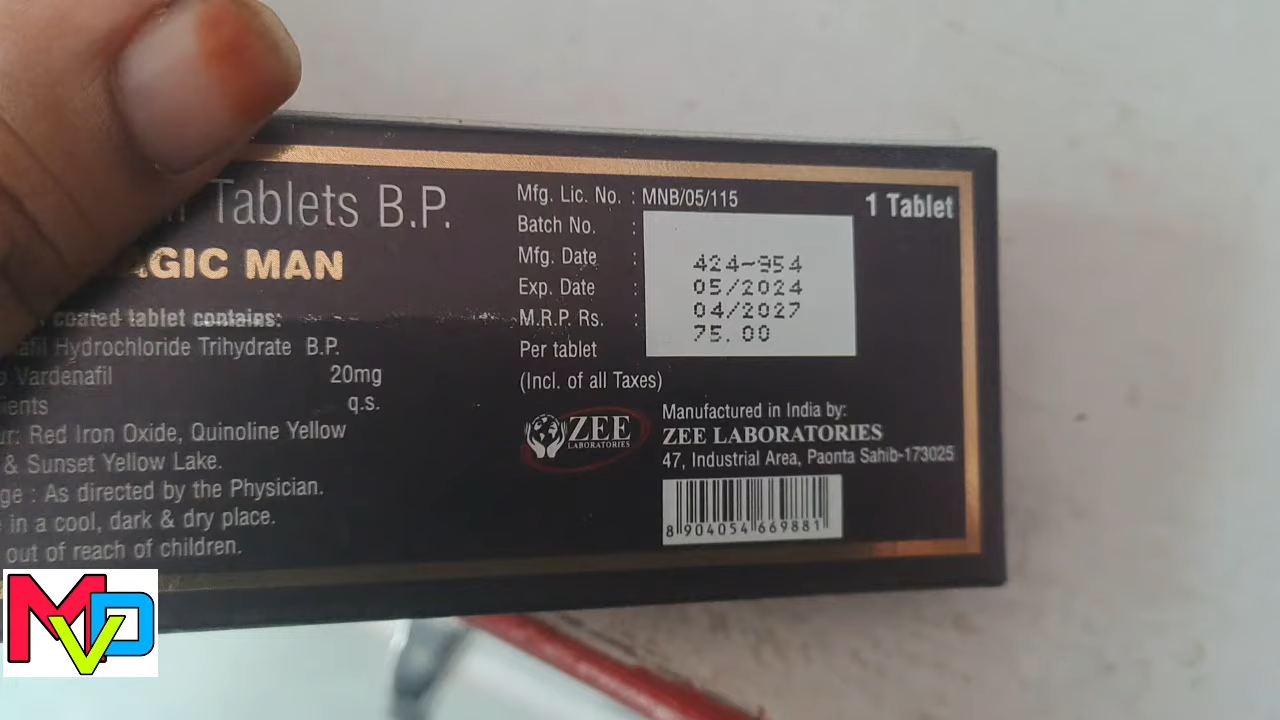 Tablets B.P.
AGIC MAN
coated tablet contains:
Hydrochloride Trihydrate B.P.
Vardenafil 20mg
q.s.
Red Iron Oxide, Quinoline Yellow
& Sunset Yellow Lake.
: As directed by the Physician.
in a cool, dark & dry place.
out of reach of children.
Mfg. Lic. No. : MNB/05/115
Batch No. :
Mfg. Date :
Exp. Date :
M.R.P. Rs. :
Per tablet
(Incl. of all Taxes)
424-954
05/2024
04/2027
75.00
1 Tablet
ZEE
LABORATORIES
Manufactured in India by:
ZEE LABORATORIES
47, Industrial Area, Paonta Sahib-173025
8 904054 669881
MVD